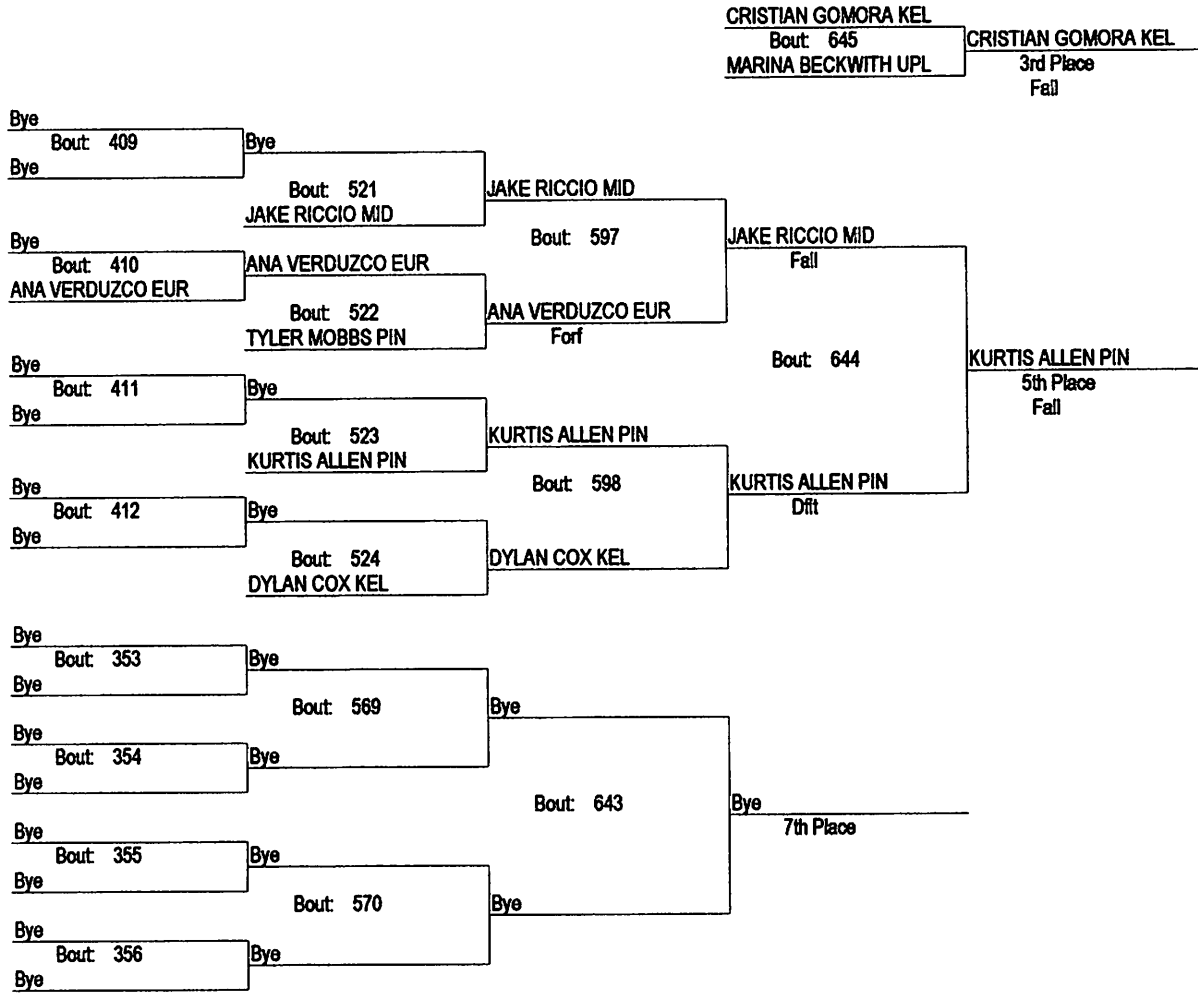 CRISTIAN GOMORA KEL
Bout: 645
MARINA BECKWITH UPL
CRISTIAN GOMORA KEL
3rd Place
Fall
Bye
Bout: 409
Bye
Bye
Bout: 410
ANA VERDUZCO EUR
Bye
Bout: 411
Bye
Bye
Bout: 412
Bye
Bye
Bout: 521
JAKE RICCIO MID
ANA VERDUZCO EUR
Bout: 522
TYLER MOBBS PIN
Bye
Bout: 523
KURTIS ALLEN PIN
Bye
Bout: 524
DYLAN COX KEL
JAKE RICCIO MID
Bout: 597
ANA VERDUZCO EUR
Forf
KURTIS ALLEN PIN
Bout: 598
DYLAN COX KEL
JAKE RICCIO MID
Fall
Bout: 644
KURTIS ALLEN PIN
Dflt
KURTIS ALLEN PIN
5th Place
Fall
Bye
Bout: 353
Bye
Bye
Bout: 354
Bye
Bye
Bout: 355
Bye
Bye
Bout: 356
Bye
Bye
Bout: 569
Bye
Bye
Bout: 570
Bye
Bye
Bout: 643
Bye
Bye
7th Place